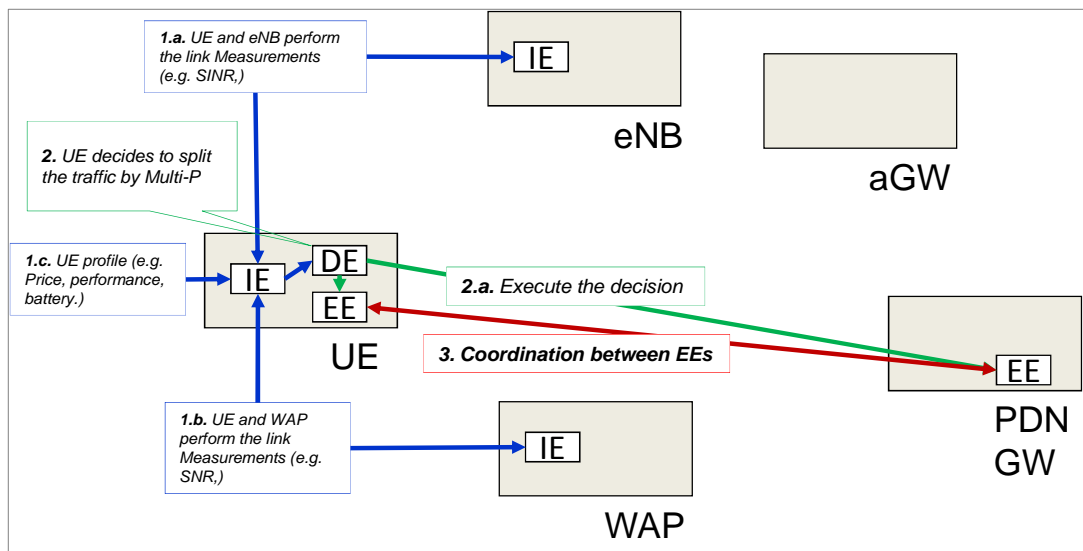 1.a. UE and eNB perform
the link Measurements
(e.g. SINR,)
IE
eNB
aGW
2. UE decides to split
the traffic by Multi-P
1.c. UE profile (e.g.
Price, performance,
battery.)
IE
DE
EE
UE
2.a. Execute the decision
3. Coordination between EEs
EE
PDN
GW
1.b. UE and WAP
perform the link
Measurements (e.g.
SNR,)
IE
WAP